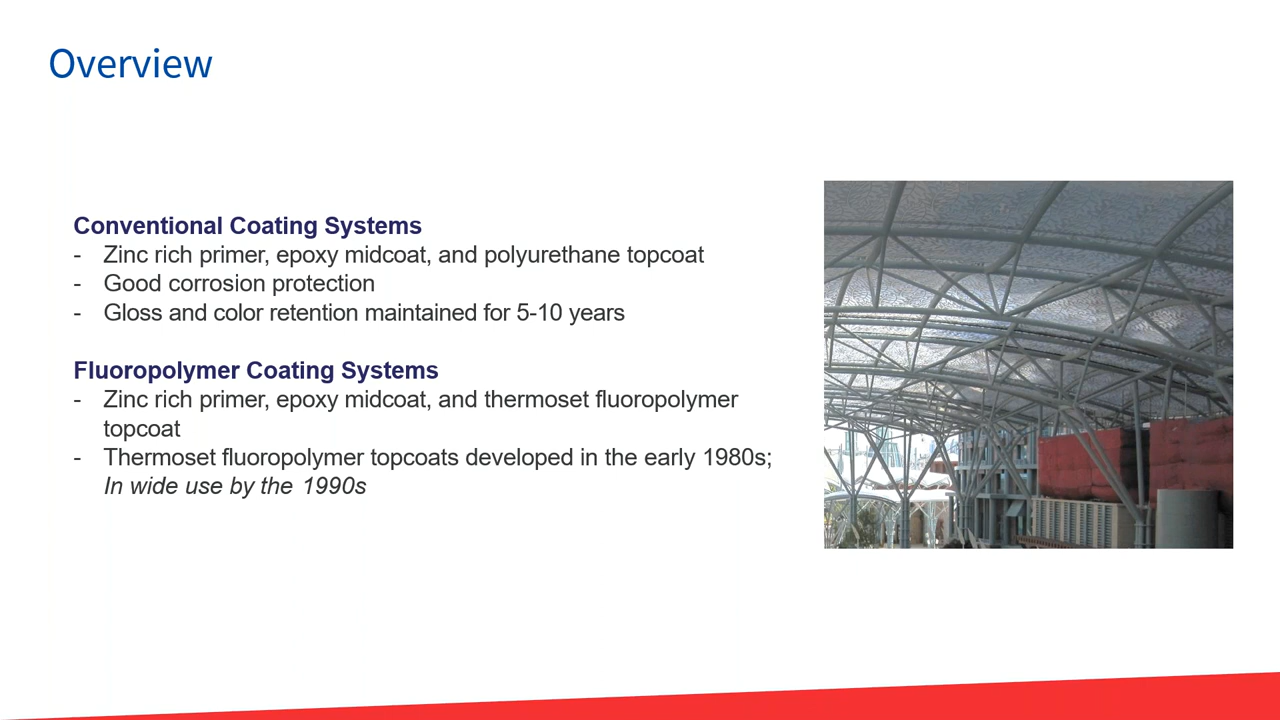 Overview
Conventional Coating Systems
- Zinc rich primer, epoxy midcoat, and polyurethane topcoat
- Good corrosion protection
- Gloss and color retention maintained for 5-10 years
Fluoropolymer Coating Systems
- Zinc rich primer, epoxy midcoat, and thermoset fluoropolymer
topcoat
- Thermoset fluoropolymer topcoats developed in the early 1980s;
In wide use by the 1990s